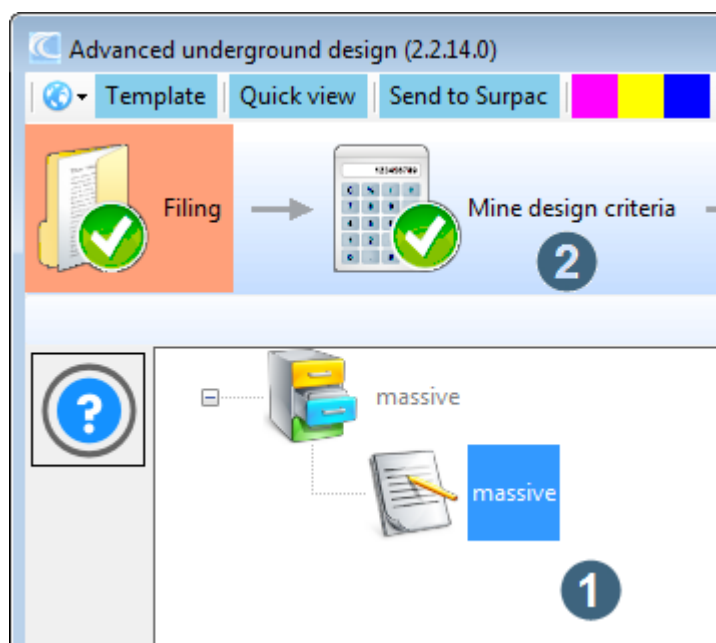 Advanced underground design (2.2.14.0)
Template Quick view Send to Surpac
Filing
Mine design criteria
2
massive
massive
1